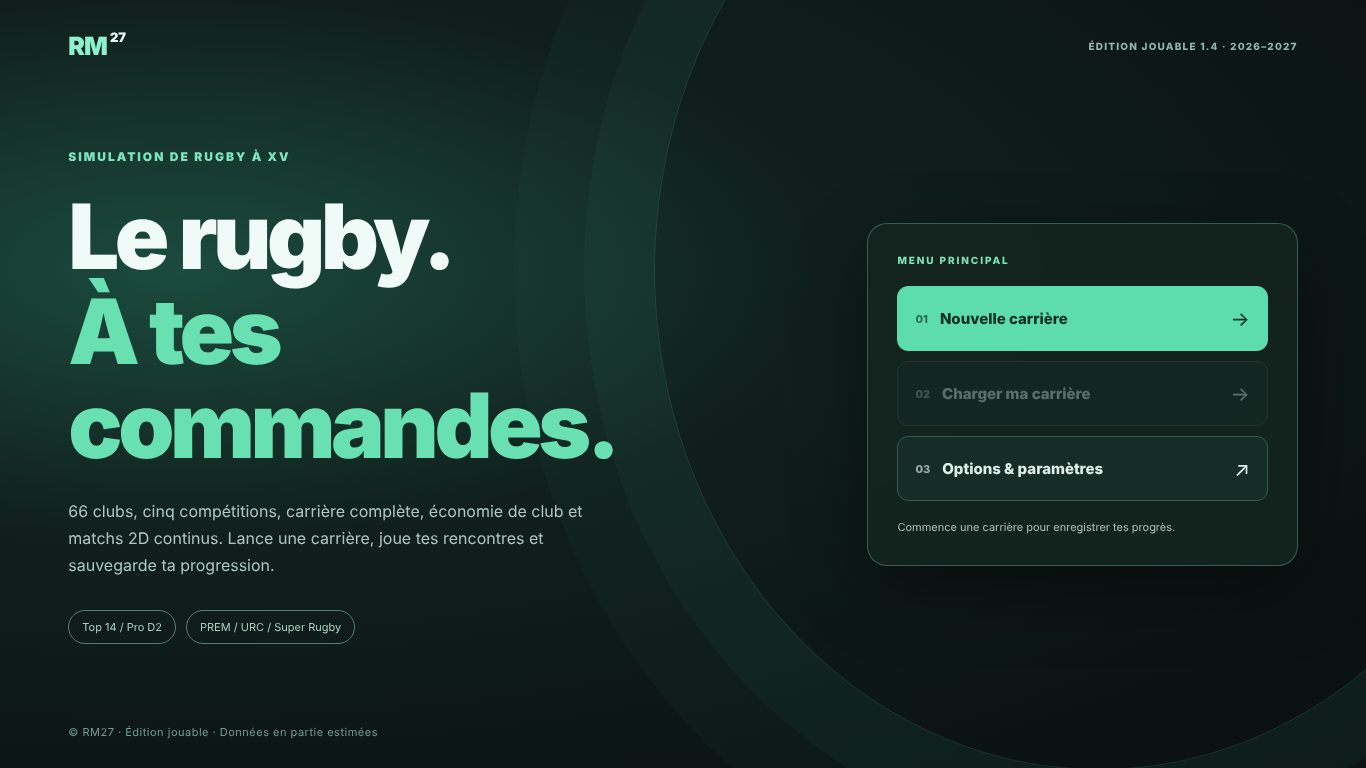 RM 27
ÉDITION JOUABLE 1.4 · 2026–2027
SIMULATION DE RUGBY À XV
Le rugby.
À tes
commandes.
66 clubs, cinq compétitions, carrière complète, économie de club et
matchs 2D continus. Lance une carrière, joue tes rencontres et
sauvegarde ta progression.
Top 14 / Pro D2
PREM / URC / Super Rugby
MENU PRINCIPAL
01 Nouvelle carrière →
02 Charger ma carrière →
03 Options & paramètres ↗
Commence une carrière pour enregistrer tes progrès.
© RM27 · Édition jouable · Données en partie estimées